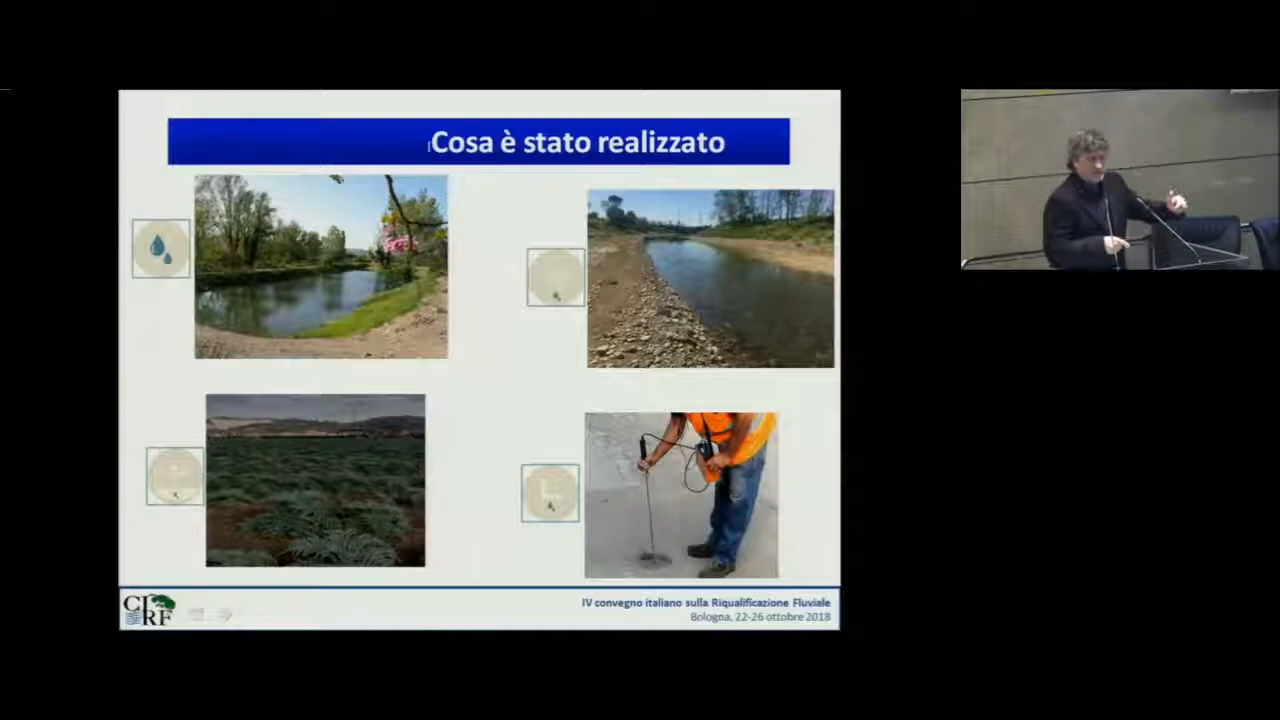 Cosa è stato realizzato
CIRF
IV convegno italiano sulla Riqualificazione Fluviale
Bologna, 22-26 ottobre 2018